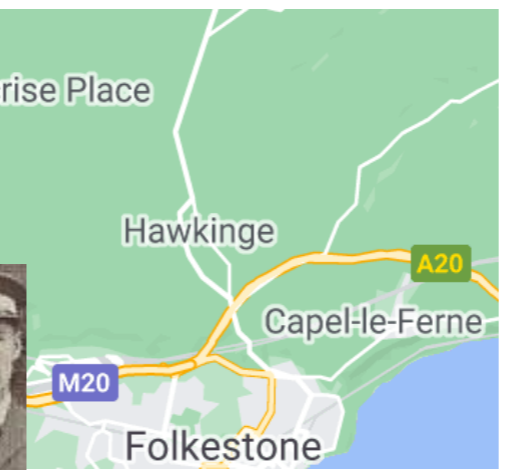 rise Place
Hawkinge
A20
Capel-le-Ferne
M20
Folkestone